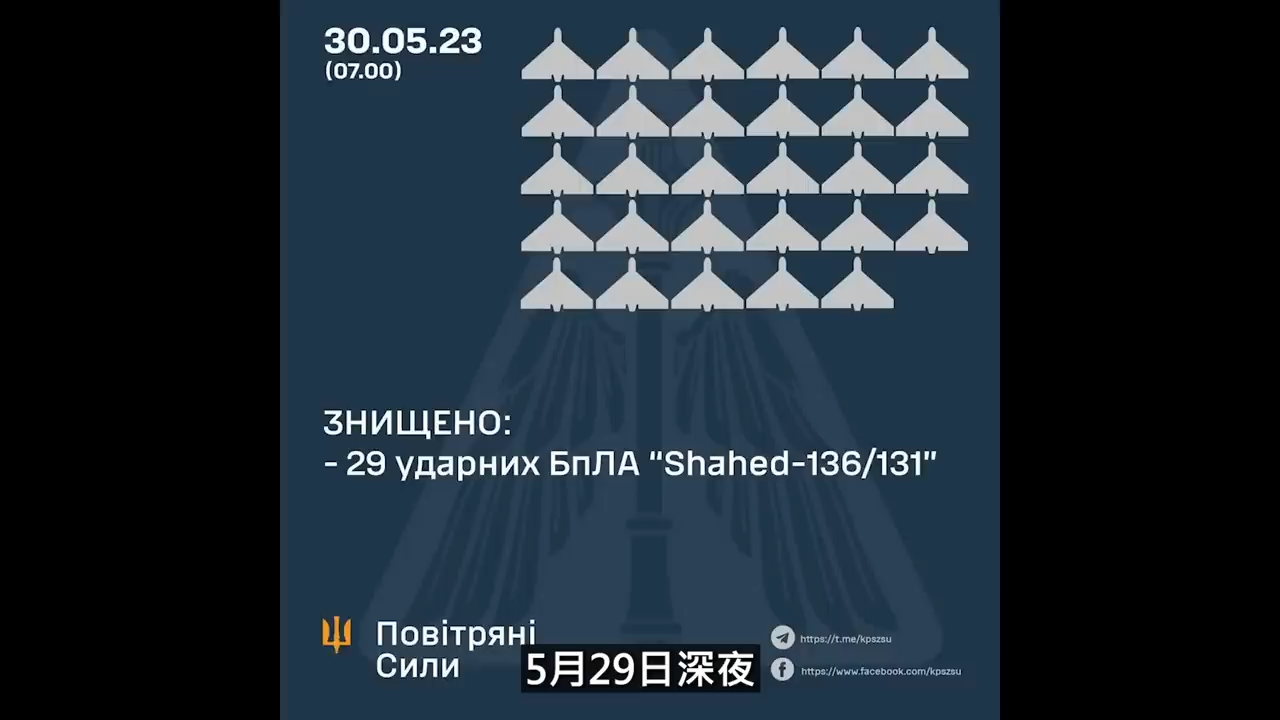 30.05.23
(07.00)
ЗНИЩЕНО:
- 29 ударних БпЛА “Shahed-136/131”
Повітряні
Сили
https://t.me/kpszsu
https://www.facebook.com/kpszsu
5月29日深夜